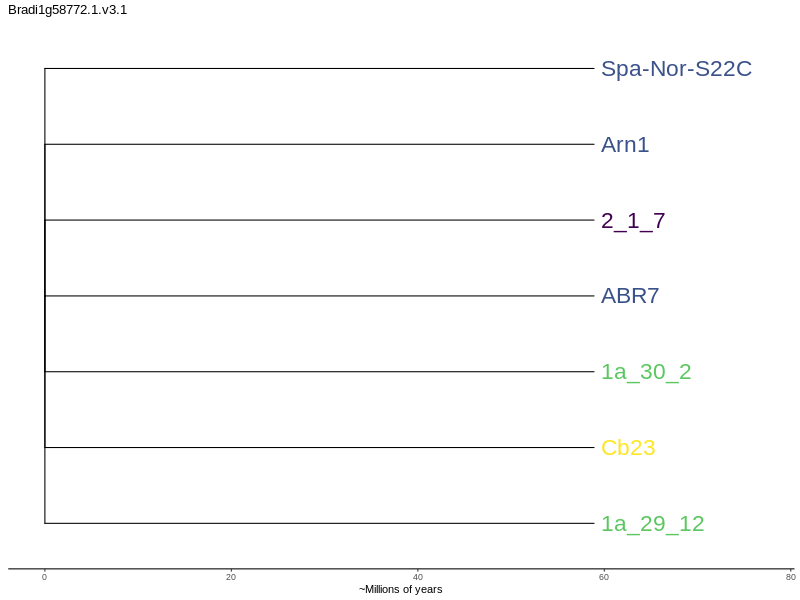 Bradi1g58772.1.v3.1
Spa-Nor-S22C
Arn1
2_1_7
ABR7
1a_30_2
Cb23
1a_29_12
0 20 40 60 80
~Millions of years